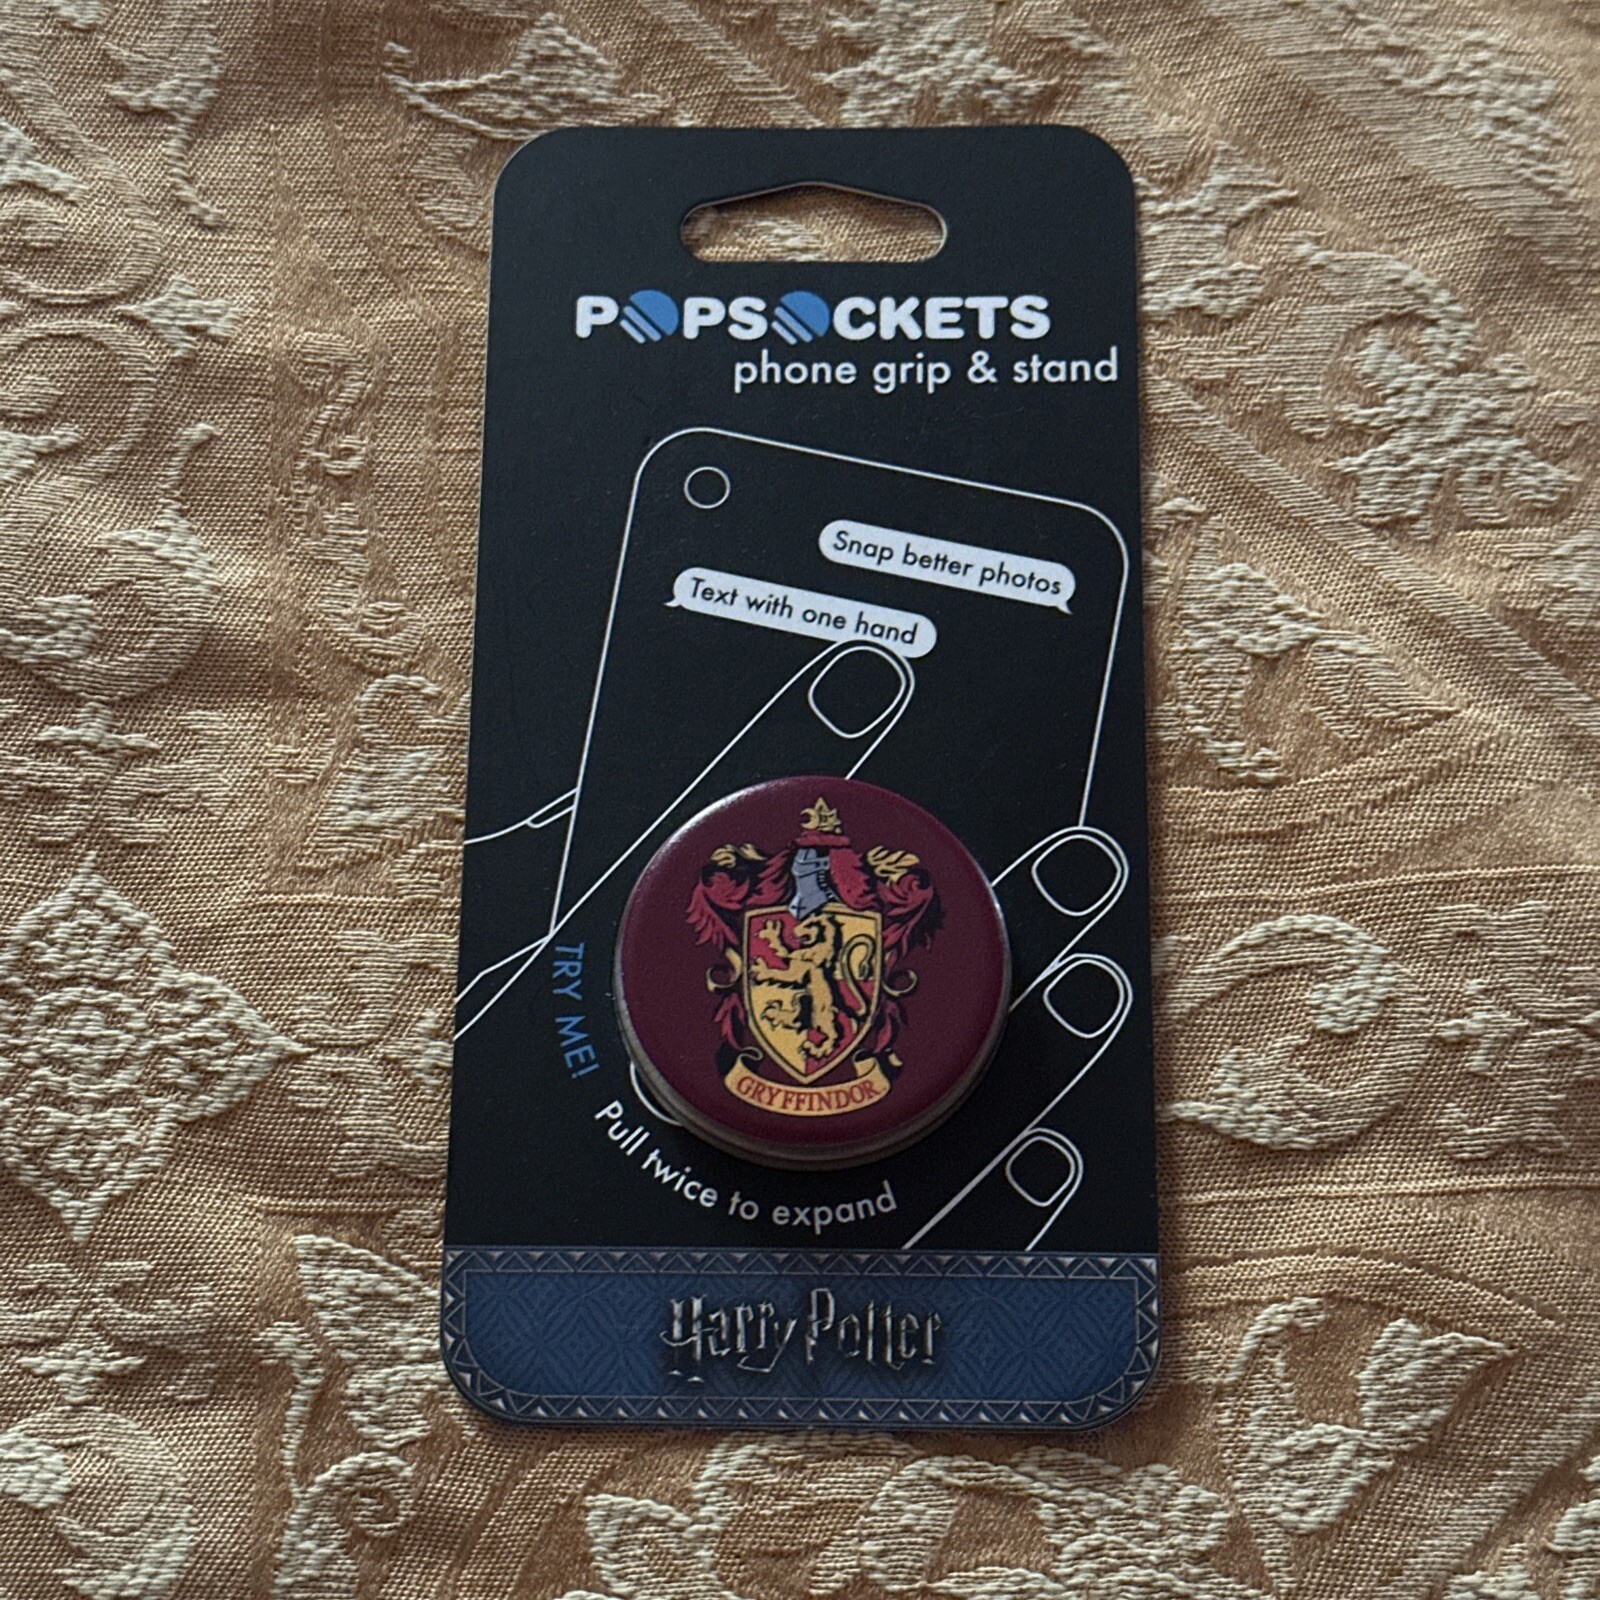 POPSOCKETS
phone grip & stand
Snap better photos
Text with one hand
GRYFFINDOR
TRY ME!
Pull twice to expand
Harry Potter